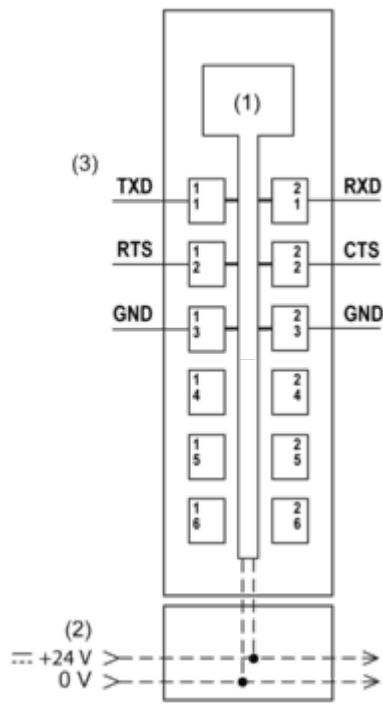 (1)
(3)
TXD 1 1 2 1 RXD
RTS 1 2 2 2 CTS
GND 1 3 2 3 GND
1 4 2 4
1 5 2 5
1 6 2 6
(2)
+24 V
0 V